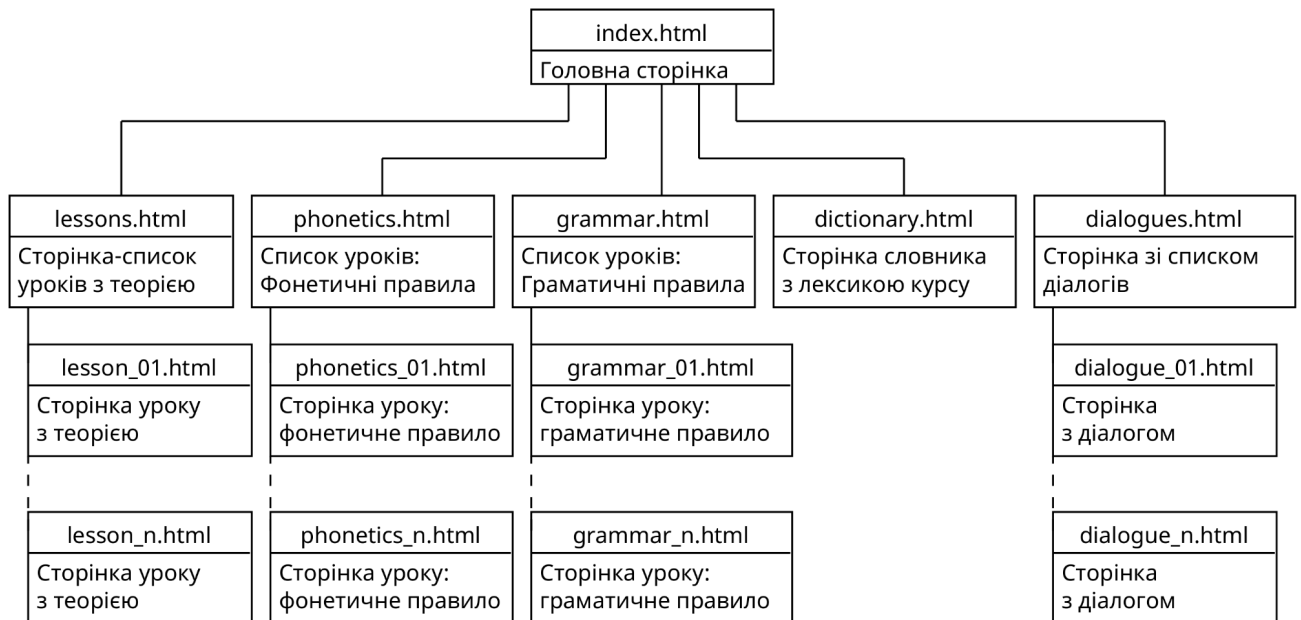 index.html
Головна сторінка
lessons.html
Сторінка-список
уроків з теорією
phonetics.html
Список уроків:
Фонетичні правила
grammar.html
Список уроків:
Граматичні правила
dictionary.html
Сторінка словника
з лексикою курсу
dialogues.html
Сторінка зі списком
діалогів
lesson_01.html
Сторінка уроку
з теорією
phonetics_01.html
Сторінка уроку:
фонетичне правило
grammar_01.html
Сторінка уроку:
граматичне правило
dialogue_01.html
Сторінка
з діалогом
lesson_n.html
Сторінка уроку
з теорією
phonetics_n.html
Сторінка уроку:
фонетичне правило
grammar_n.html
Сторінка уроку:
граматичне правило
dialogue_n.html
Сторінка
з діалогом